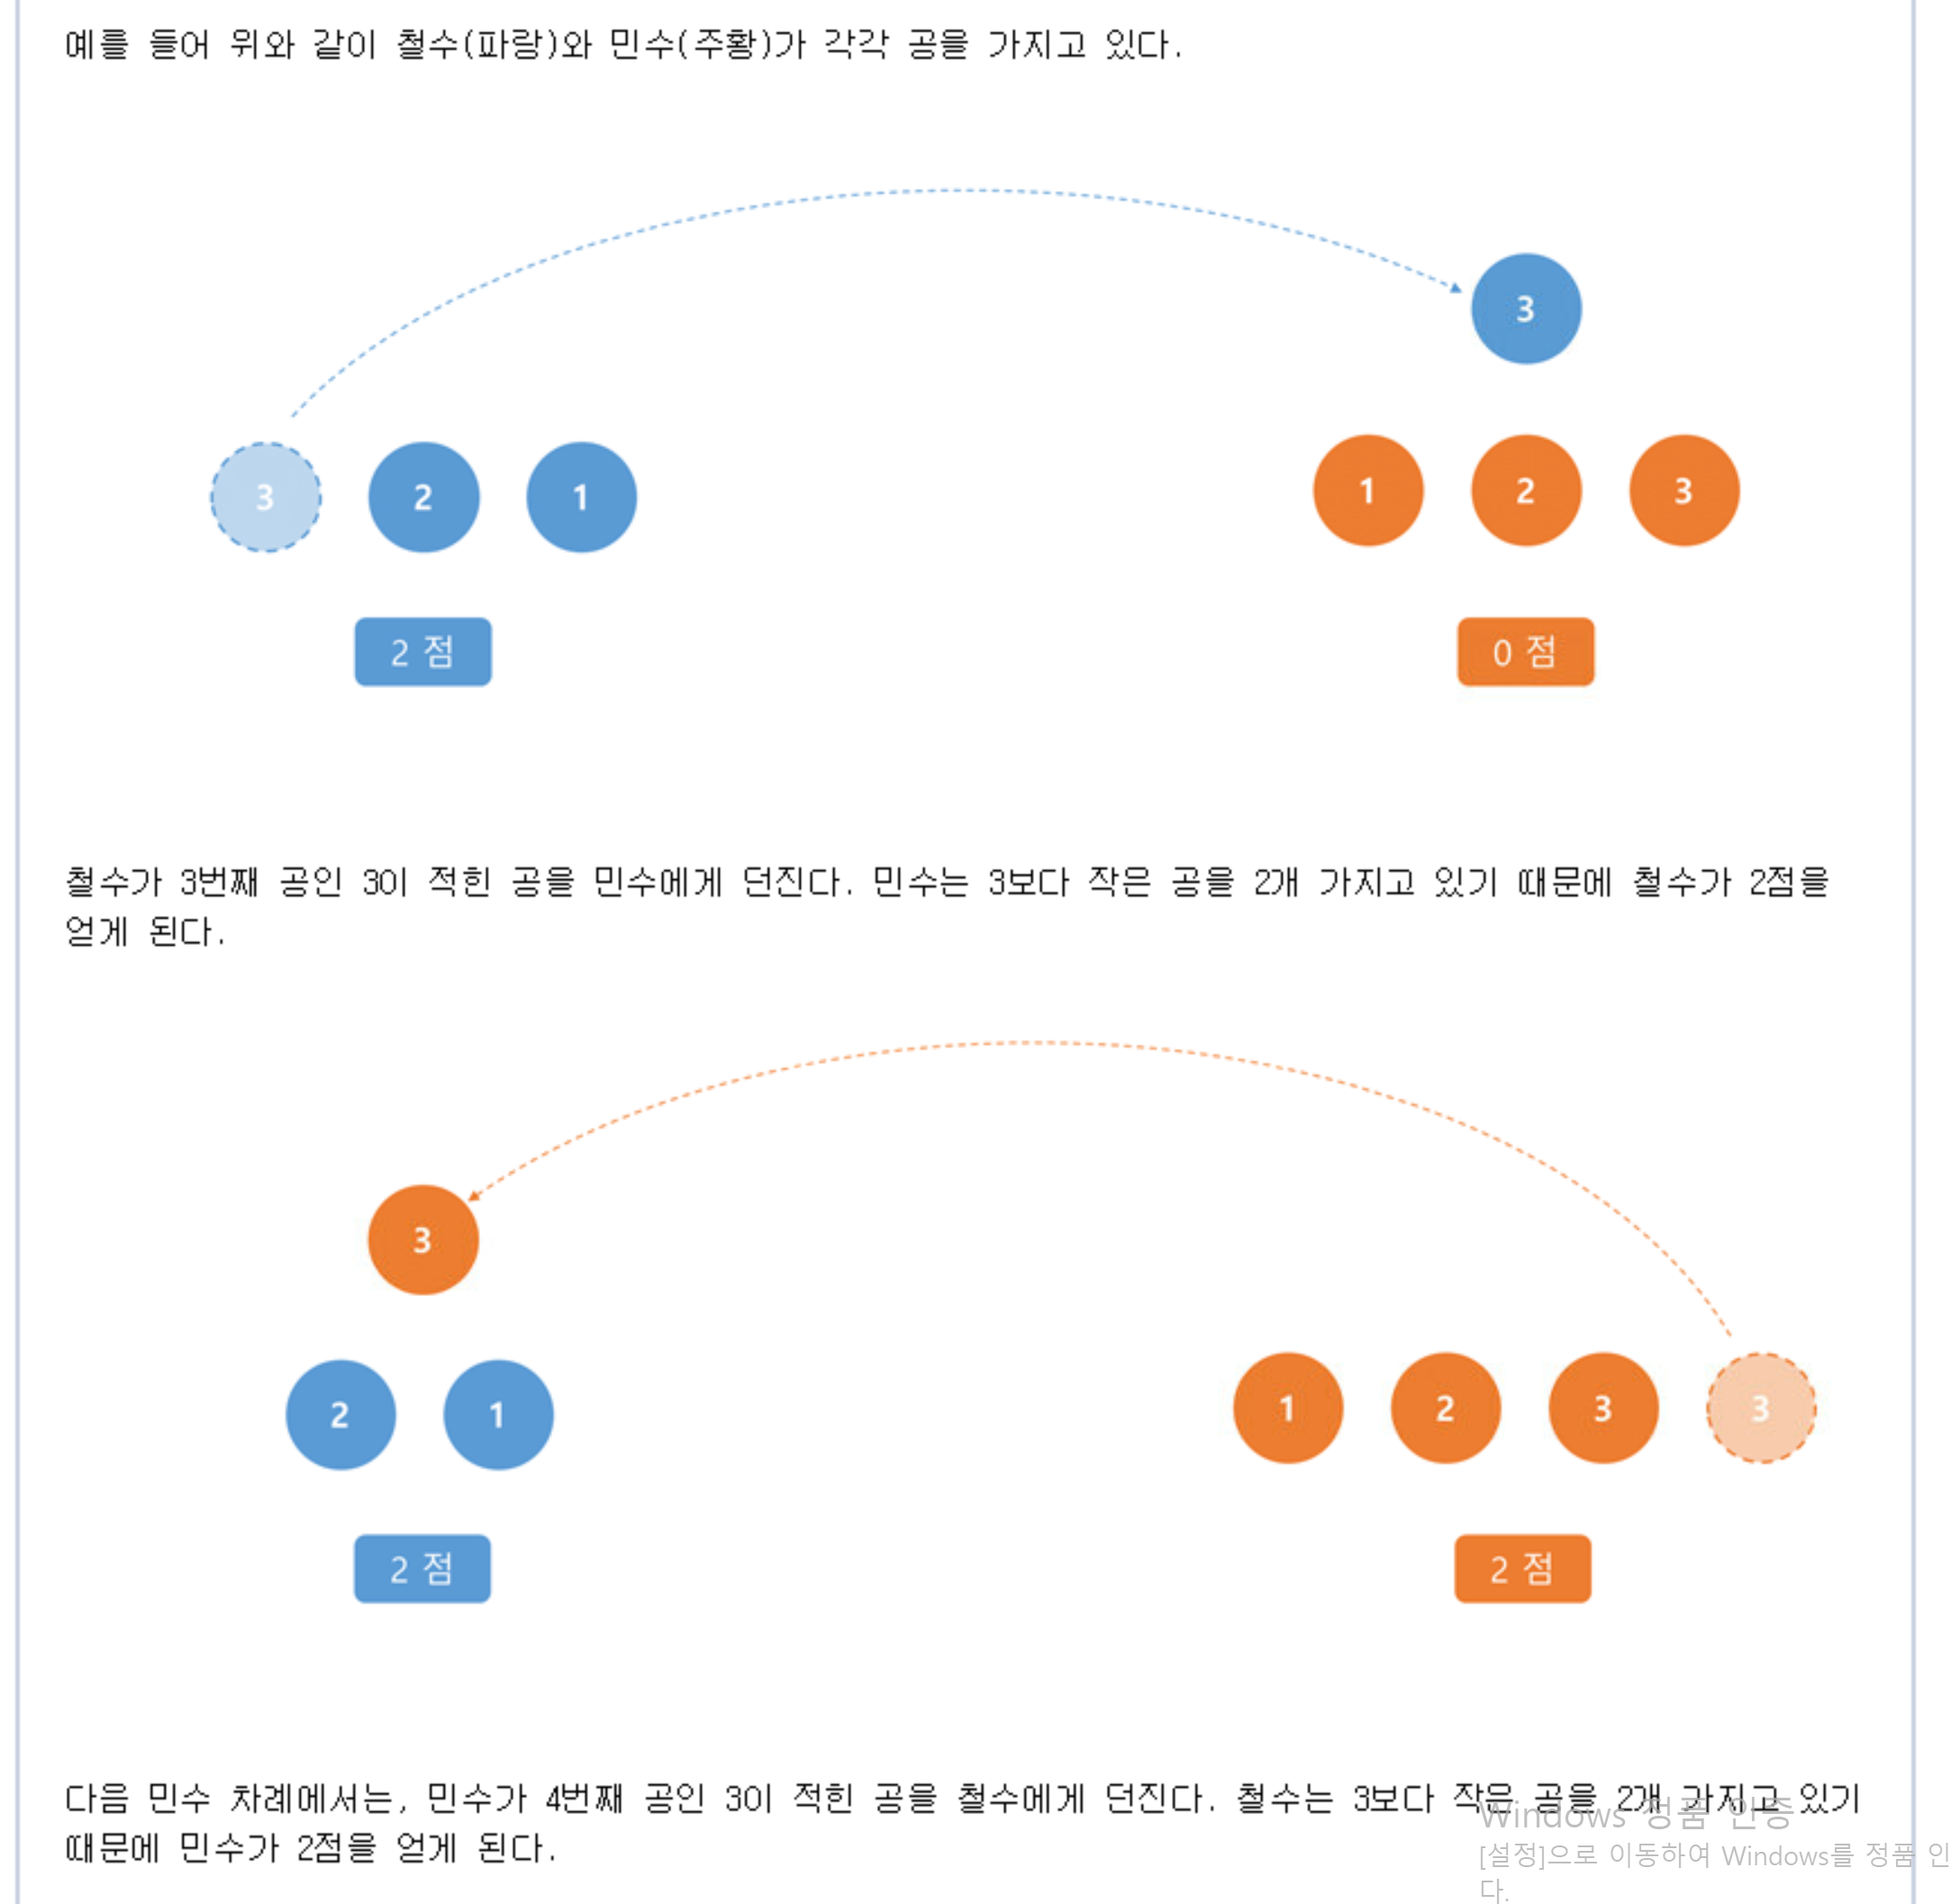 예를 들어 위와 같이 철수(파랑)와 민수(주황)가 각각 공을 가지고 있다.
3
3 2 1
1 2 3
2 점
0 점
철수가 3번째 공인 3이 적힌 공을 민수에게 던진다. 민수는 3보다 작은 공을 2개 가지고 있기 때문에 철수가 2점을
얻게 된다.
3
2 1
1 2 3 3
2 점
2 점
다음 민수 차례에서는, 민수가 4번째 공인 3이 적힌 공을 철수에게 던진다. 철수는 3보다 작은 공을 2개 가지고 있기
때문에 민수가 2점을 얻게 된다.
Windows 정품 인증
[설정]으로 이동하여 Windows를 정품 인
다.